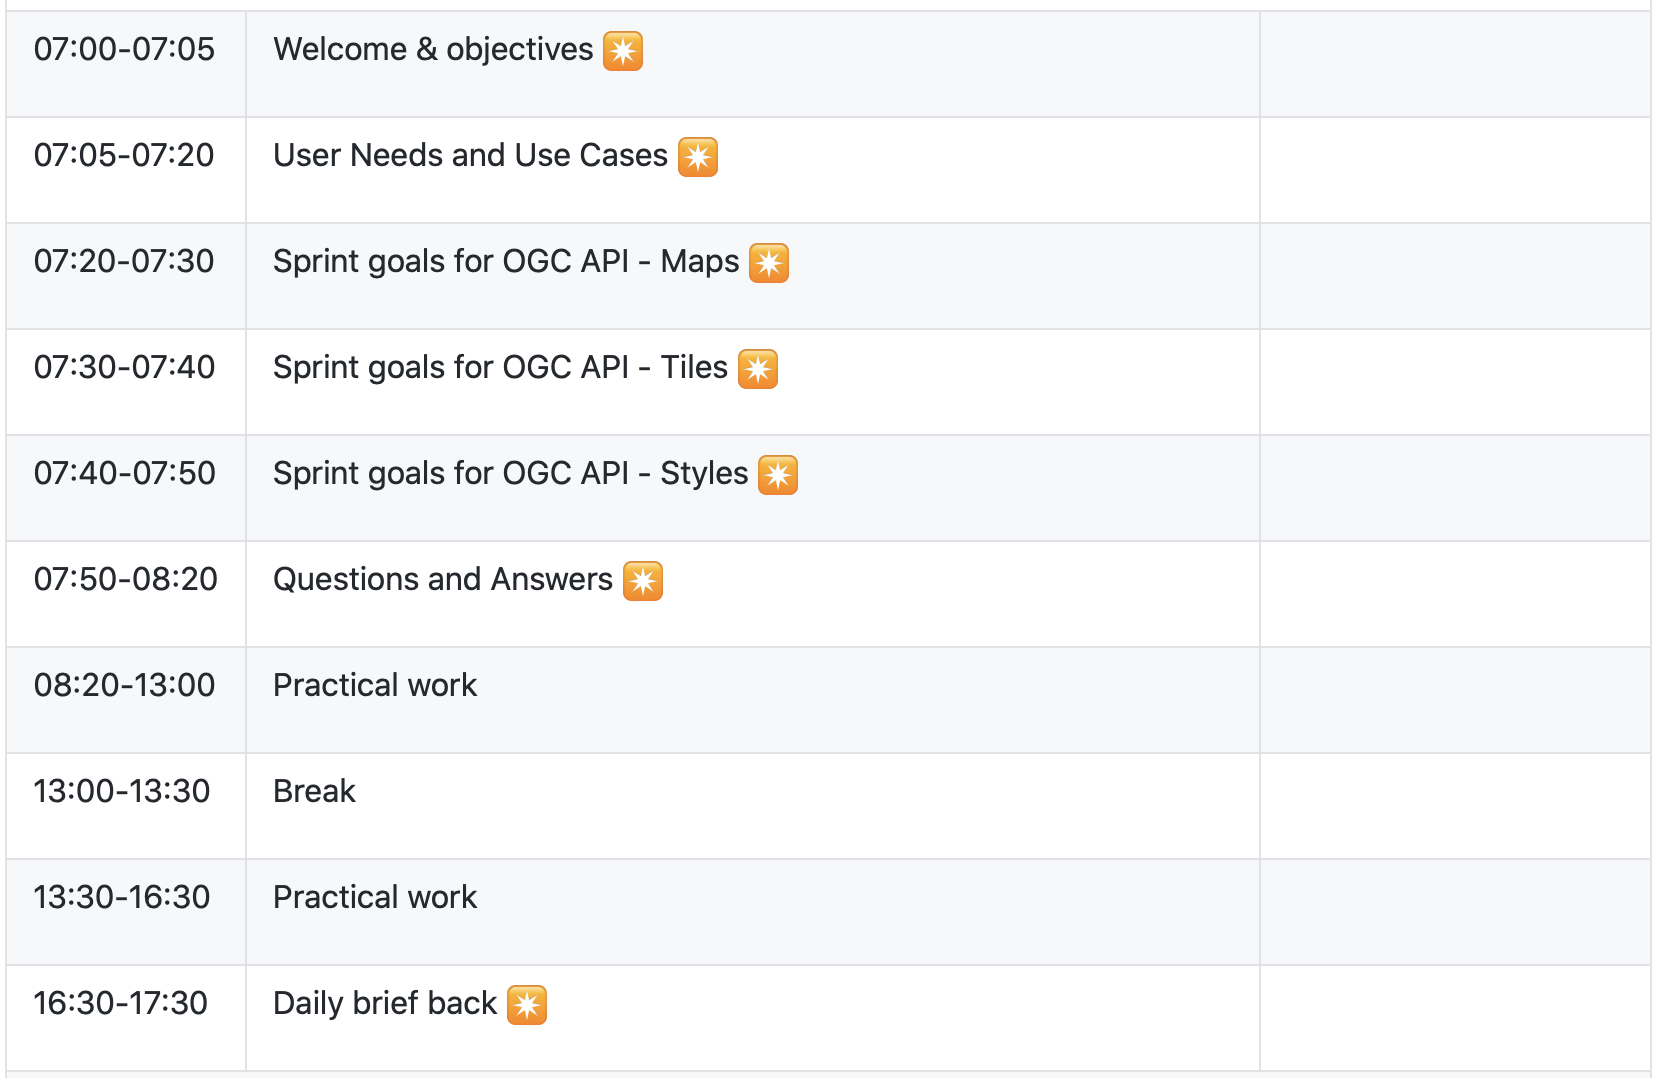 07:00-07:05 Welcome & objectives ✴️
07:05-07:20 User Needs and Use Cases ✴️
07:20-07:30 Sprint goals for OGC API - Maps ✴️
07:30-07:40 Sprint goals for OGC API - Tiles ✴️
07:40-07:50 Sprint goals for OGC API - Styles ✴️
07:50-08:20 Questions and Answers ✴️
08:20-13:00 Practical work
13:00-13:30 Break
13:30-16:30 Practical work
16:30-17:30 Daily brief back ✴️